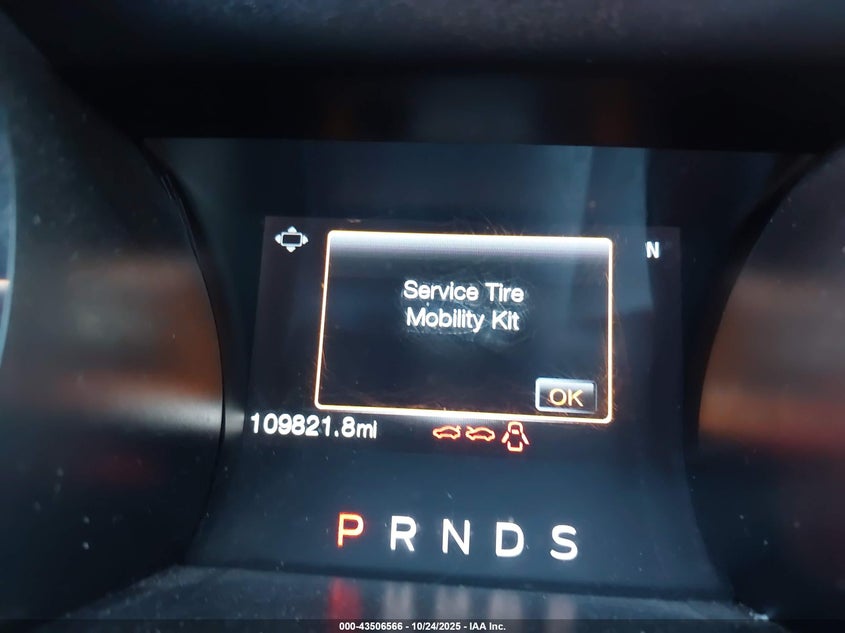 N
Service Tire
Mobility Kit
OK
109821.8mi
P R N D S
000-43506566 - 10/24/2025 - IAA Inc.